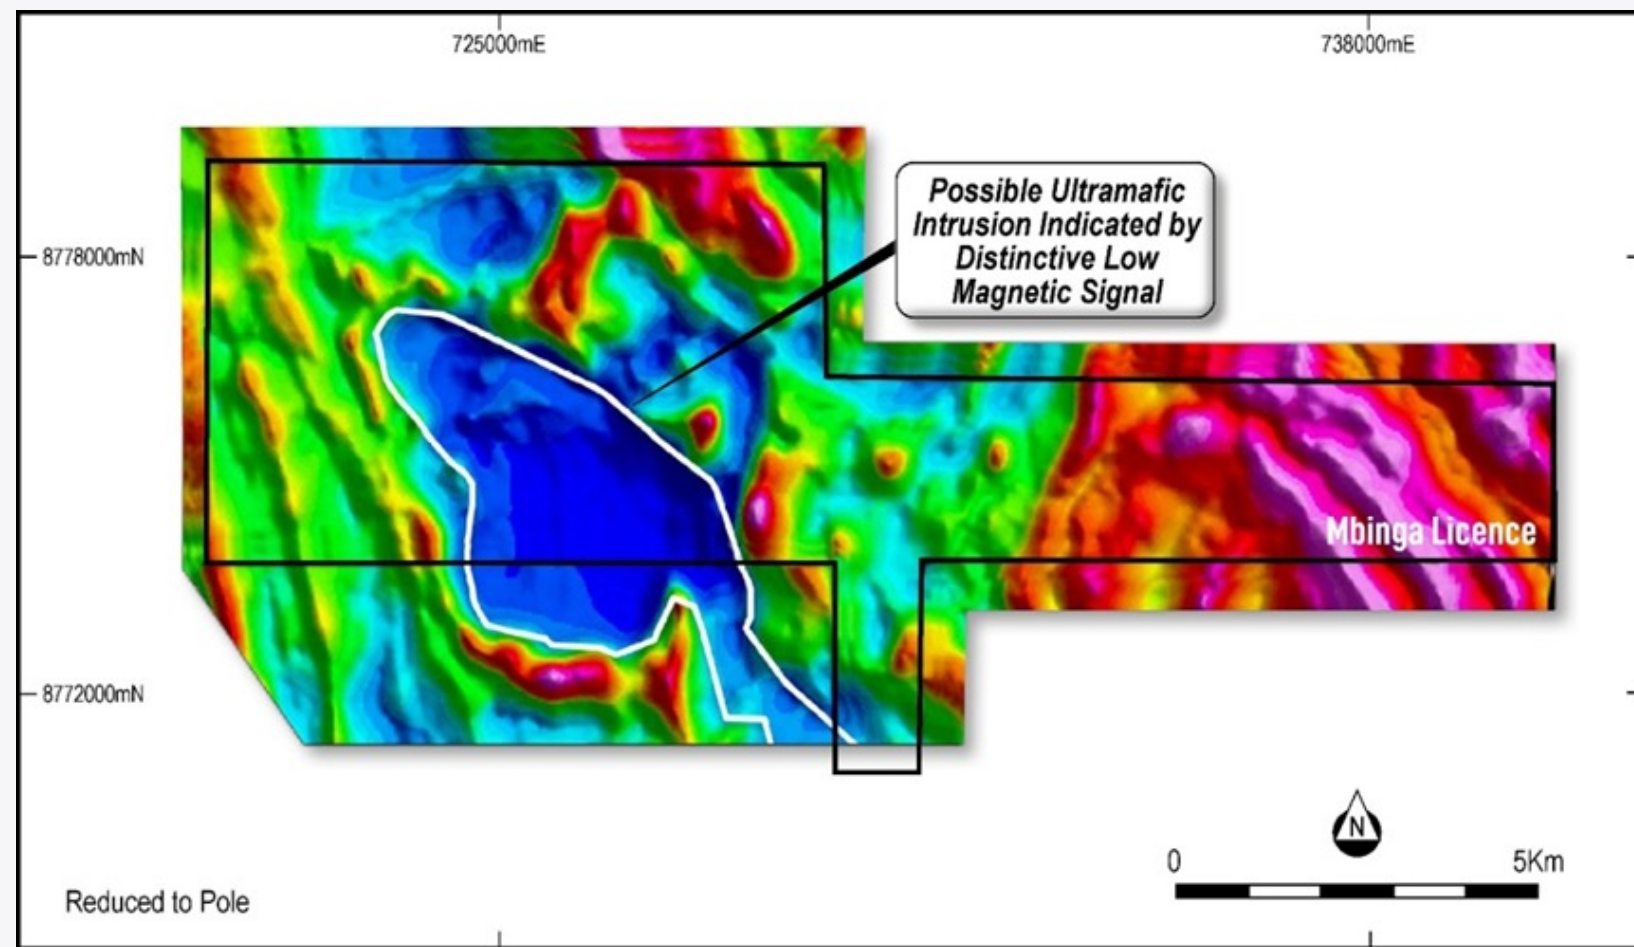 725000mE
738000mE
8778000mN
Possible Ultramafic
Intrusion Indicated by
Distinctive Low
Magnetic Signal
Mbinga Licence
8772000mN
N
0
5Km
Reduced to Pole